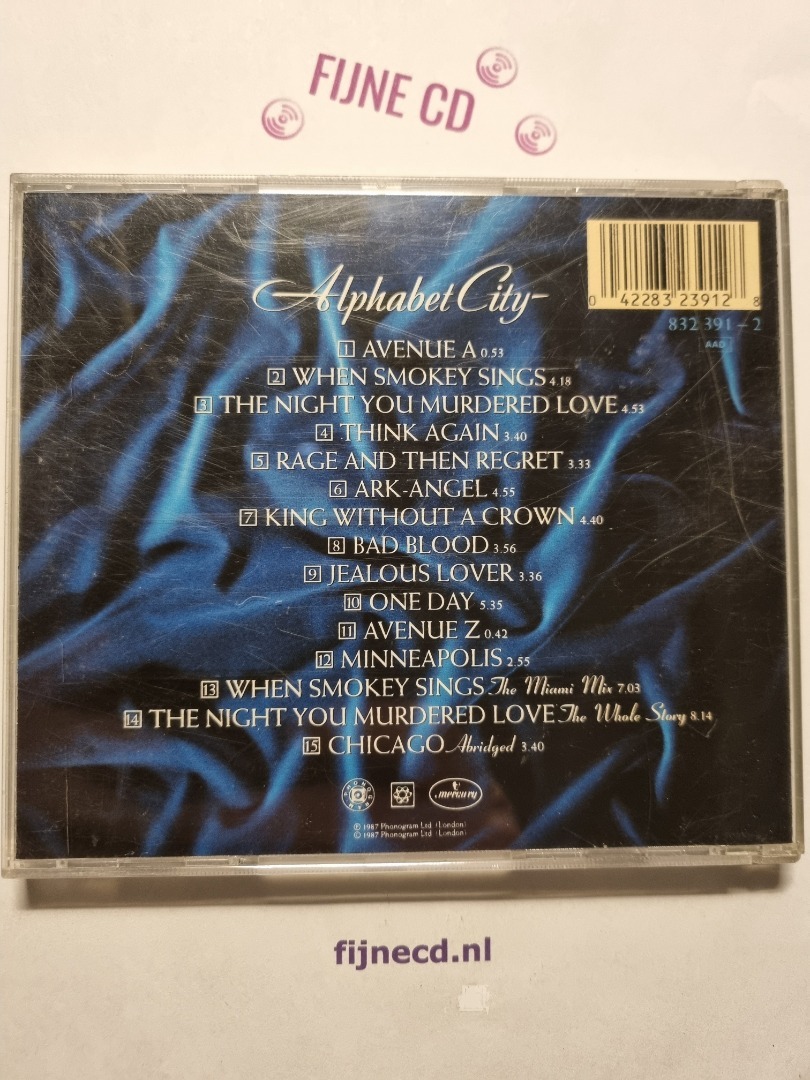 FIJNE CD
Alphabet City
0 42283 23912 8
832 391 - 2
AAD
1 AVENUE A 0.53
2 WHEN SMOKEY SINGS 4.18
3 THE NIGHT YOU MURDERED LOVE 4.53
4 THINK AGAIN 3.40
5 RAGE AND THEN REGRET 3.33
6 ARK-ANGEL 4.55
7 KING WITHOUT A CROWN 4.40
8 BAD BLOOD 3.56
9 JEALOUS LOVER 3.36
10 ONE DAY 5.35
11 AVENUE Z 0.42
12 MINNEAPOLIS 2.55
13 WHEN SMOKEY SINGS The Miami Mix 7.03
14 THE NIGHT YOU MURDERED LOVE The Whole Story 8.14
15 CHICAGO Abridged 3.40
PHONOGRAM
mercury
℗ 1987 Phonogram Ltd (London)
© 1987 Phonogram Ltd (London)
fijnecd.nl